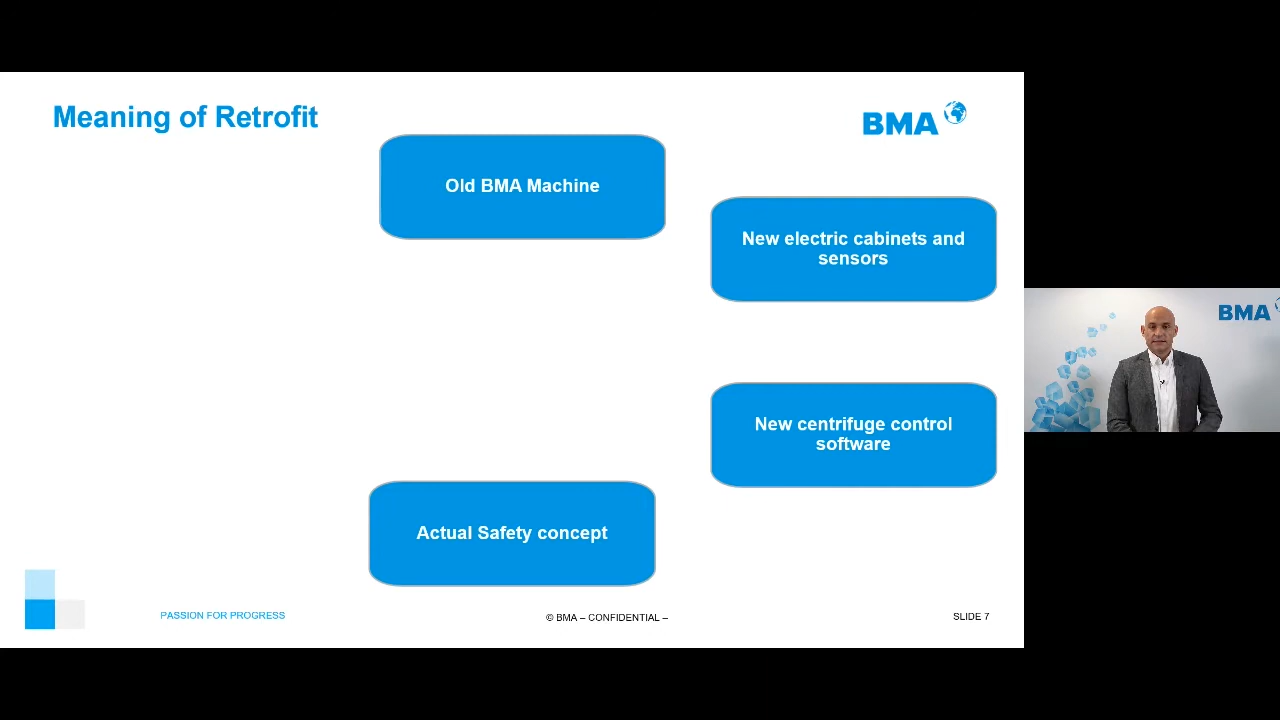 Meaning of Retrofit
BMA
Old BMA Machine
New electric cabinets and
sensors
New centrifuge control
software
Actual Safety concept
PASSION FOR PROGRESS
© BMA – CONFIDENTIAL –
SLIDE 7
BMA